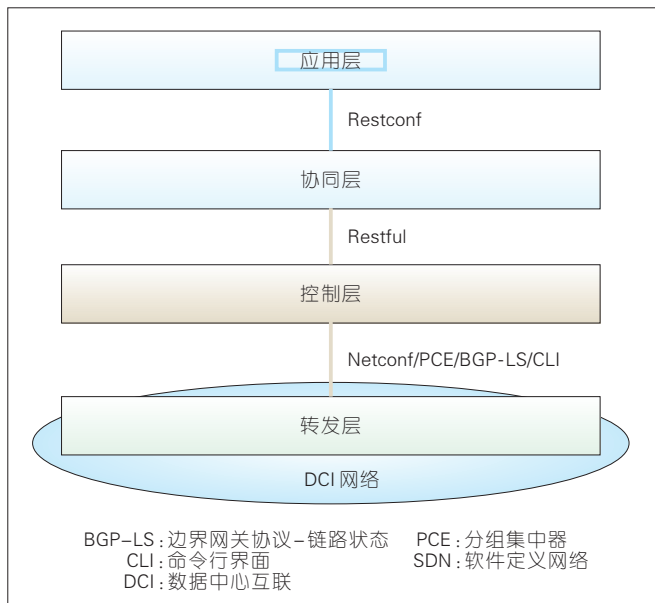 应用层
Restconf
协同层
Restful
控制层
Netconf/PCE/BGP-LS/CLI
转发层
DCI 网络
BGP-LS:边界网关协议-链路状态 PCE:分组集中器
CLI:命令行界面 SDN:软件定义网络
DCI:数据中心互联